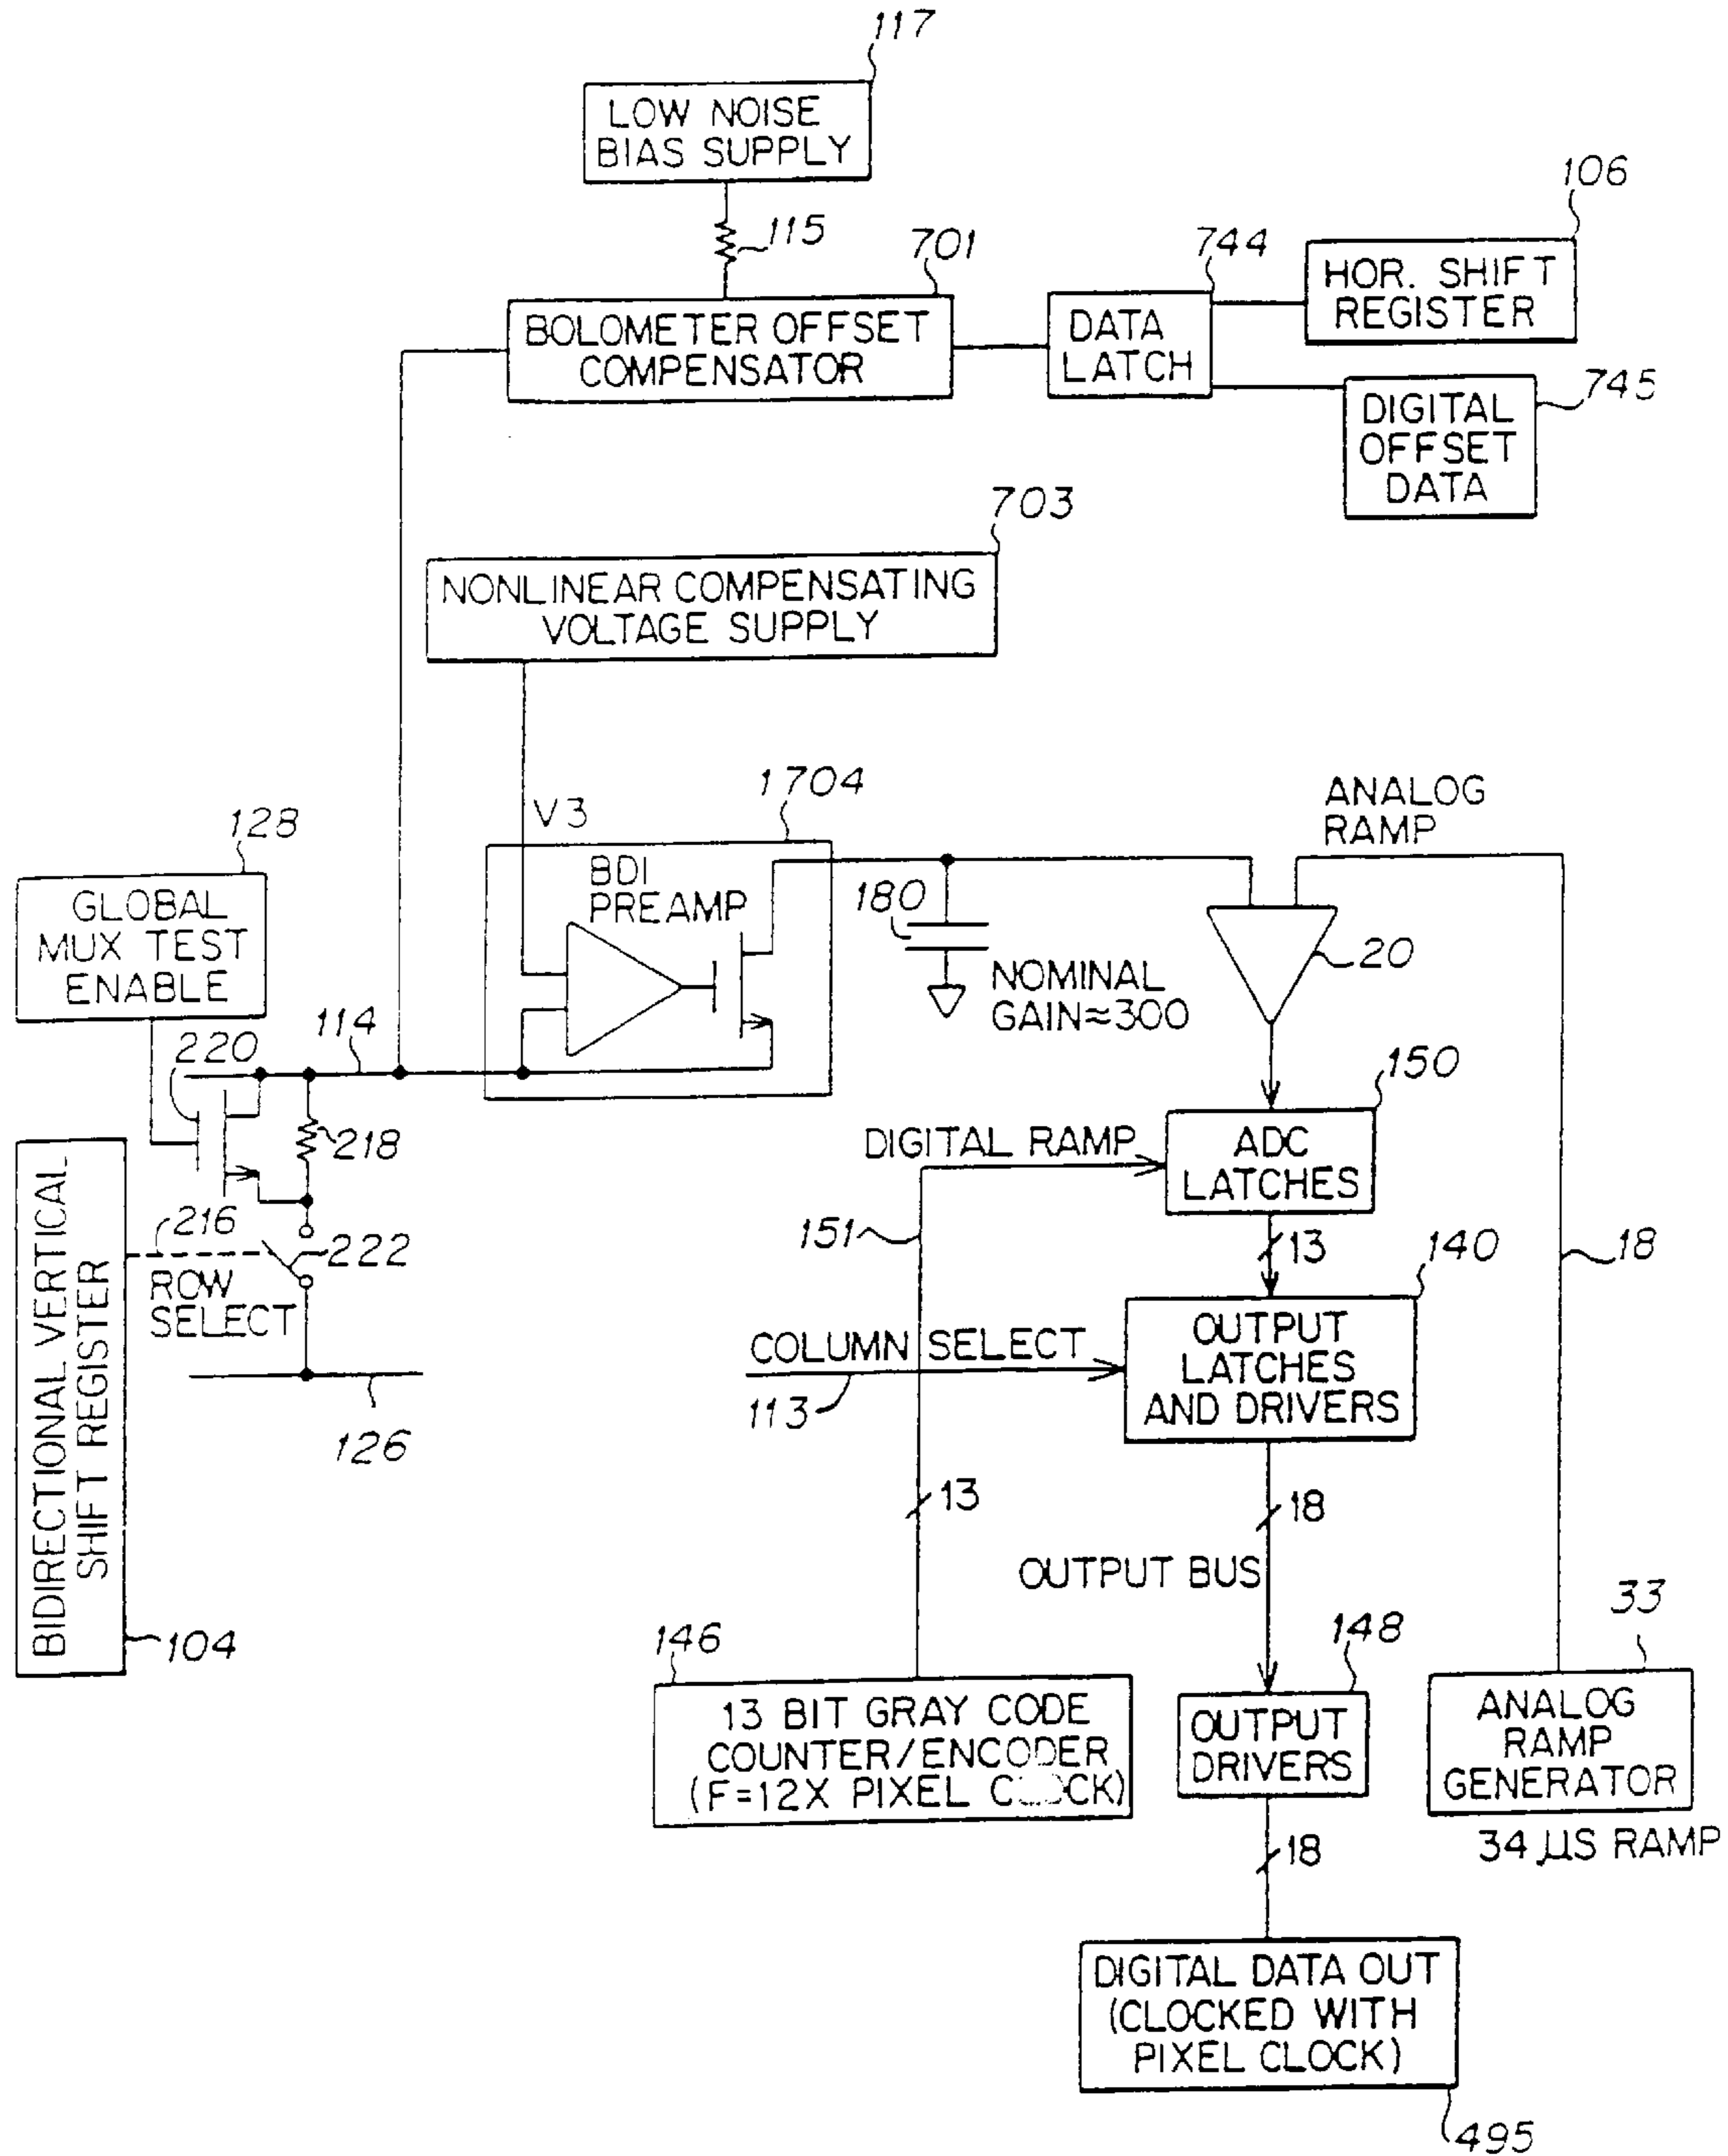 117
LOW NOISE
BIAS SUPPLY
115
701
BOLOMETER OFFSET
COMPENSATOR
744
DATA
LATCH
106
HOR. SHIFT
REGISTER
745
DIGITAL
OFFSET
DATA
703
NONLINEAR COMPENSATING
VOLTAGE SUPPLY
V3
1704
BDI
PREAMP
128
GLOBAL
MUX TEST
ENABLE
220
114
218
216
222
ROW
SELECT
126
BIDIRECTIONAL VERTICAL
SHIFT REGISTER
104
180
NOMINAL
GAIN≈300
ANALOG
RAMP
20
150
DIGITAL RAMP
ADC
LATCHES
151
13
140
18
COLUMN SELECT
113
OUTPUT
LATCHES
AND DRIVERS
13
18
OUTPUT BUS
146
13 BIT GRAY CODE
COUNTER/ENCODER
(F=12X PIXEL CLOCK)
148
OUTPUT
DRIVERS
33
ANALOG
RAMP
GENERATOR
34 µS RAMP
18
DIGITAL DATA OUT
(CLOCKED WITH
PIXEL CLOCK)
495